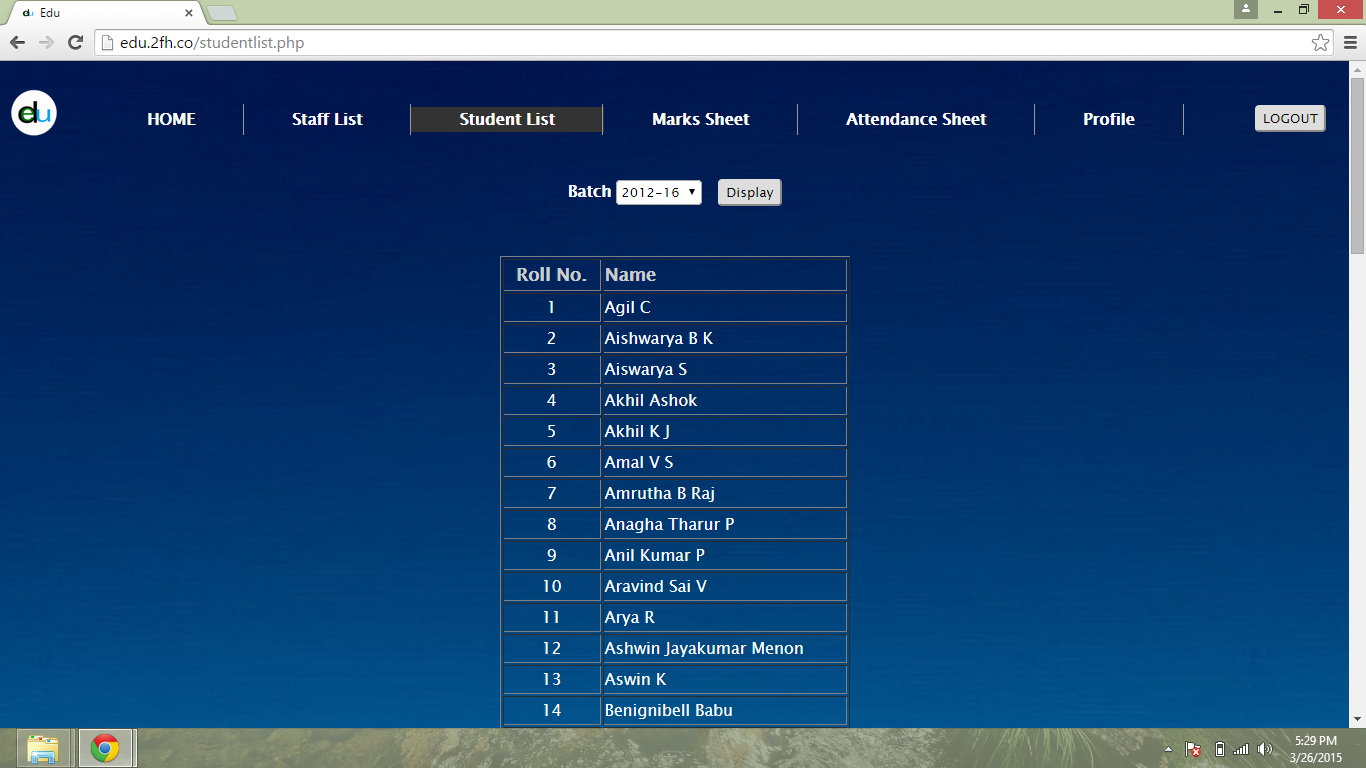 du Edu
edu.2fh.co/studentlist.php
du HOME Staff List Student List Marks Sheet Attendance Sheet Profile LOGOUT
Batch 2012-16 Display
Roll No. Name
1 Agil C
2 Aishwarya B K
3 Aiswarya S
4 Akhil Ashok
5 Akhil K J
6 Amal V S
7 Amrutha B Raj
8 Anagha Tharur P
9 Anil Kumar P
10 Aravind Sai V
11 Arya R
12 Ashwin Jayakumar Menon
13 Aswin K
14 Benignibell Babu
5:29 PM
3/26/2015